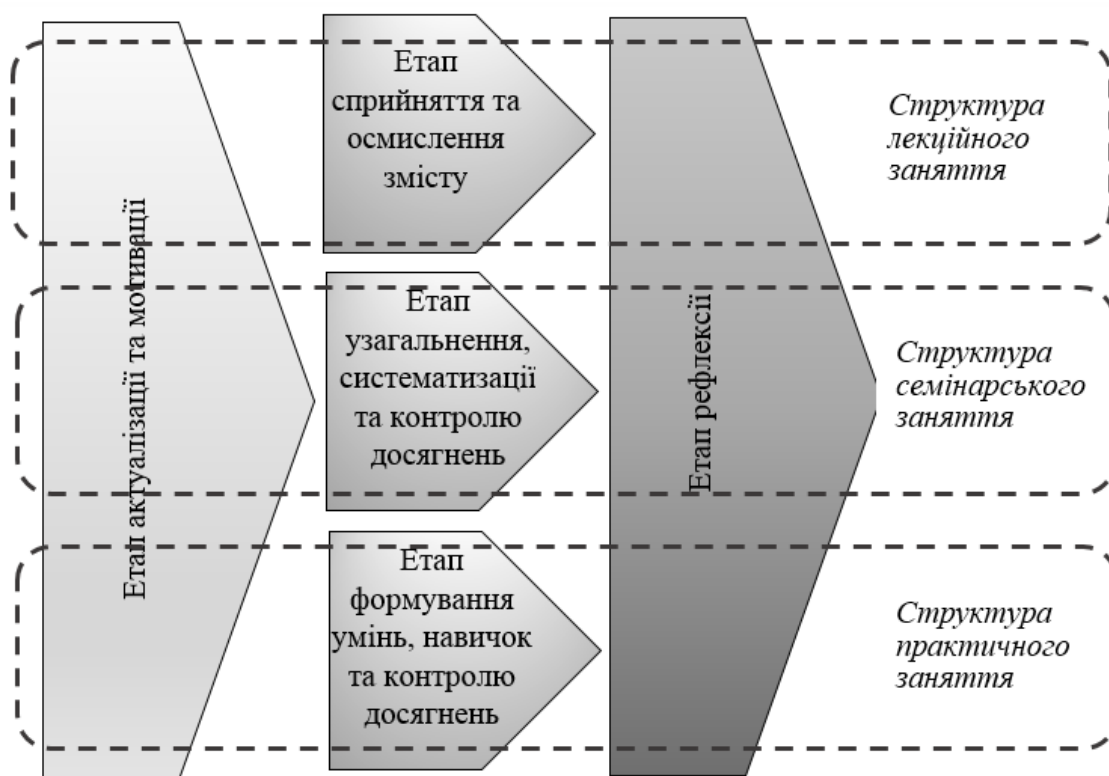 Етап актуалізації та мотивації
Етап
сприйняття та
осмислення
змісту
Етап
узагальнення,
систематизації
та контролю
досягнень
Етап
формування
умінь, навичок
та контролю
досягнень
Етап рефлексії
Структура
лекційного
заняття
Структура
семінарського
заняття
Структура
практичного
заняття